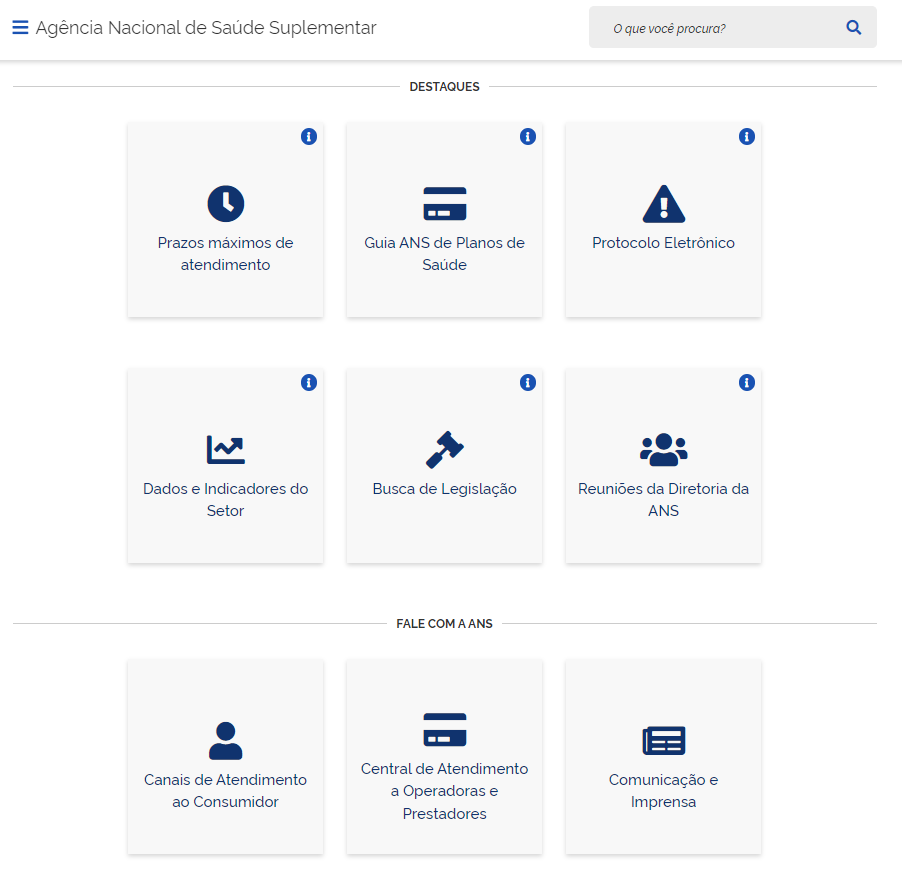 Agência Nacional de Saúde Suplementar
O que você procura?
DESTAQUES
Prazos máximos de
atendimento
Guia ANS de Planos de
Saúde
Protocolo Eletrônico
Dados e Indicadores do
Setor
Busca de Legislação
Reuniões da Diretoria da
ANS
FALE COM A ANS
Canais de Atendimento
ao Consumidor
Central de Atendimento
a Operadoras e
Prestadores
Comunicação e
Imprensa